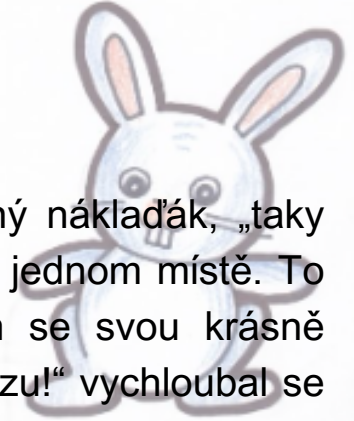 ný náklaďák, „taky
jednom místě. To
se svou krásně
zu!“ vychloubal se